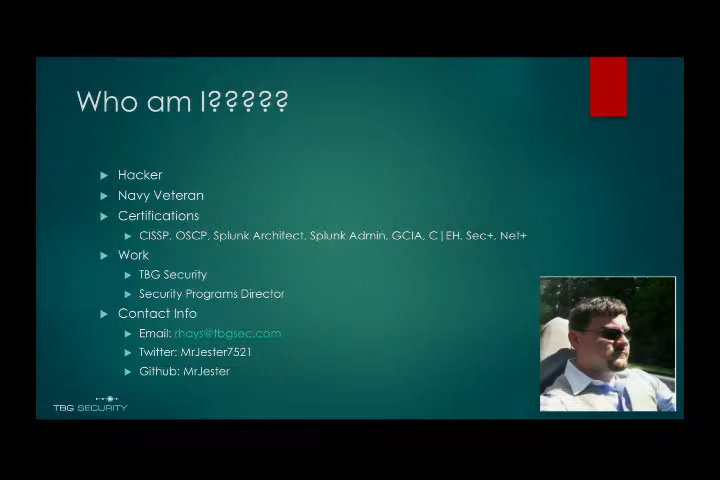 Who am I?????
Hacker
Navy Veteran
Certifications
CISSP, OSCP, Splunk Architect, Splunk Admin, GCIA, C|EH, Sec+, Net+
Work
TBG Security
Security Programs Director
Contact Info
Email: rhays@tbgsec.com
Twitter: MrJester7521
Github: MrJester
TBG SECURITY